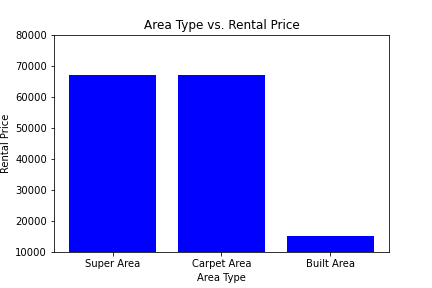 Area Type vs. Rental Price
80000
70000
60000
50000
40000
30000
20000
10000
Rental Price
Super Area
Carpet Area
Built Area
Area Type